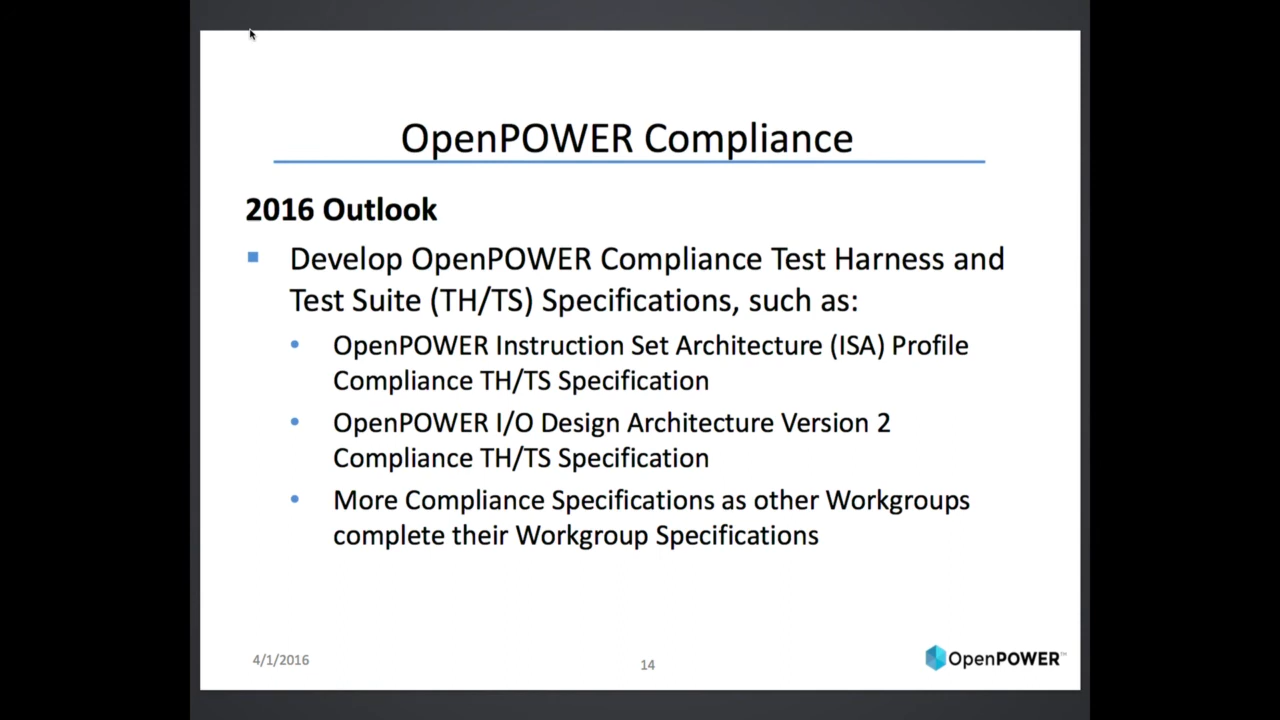 OpenPOWER Compliance
2016 Outlook
Develop OpenPOWER Compliance Test Harness and
Test Suite (TH/TS) Specifications, such as:
OpenPOWER Instruction Set Architecture (ISA) Profile
Compliance TH/TS Specification
OpenPOWER I/O Design Architecture Version 2
Compliance TH/TS Specification
More Compliance Specifications as other Workgroups
complete their Workgroup Specifications
4/1/2016
14
OpenPOWER™